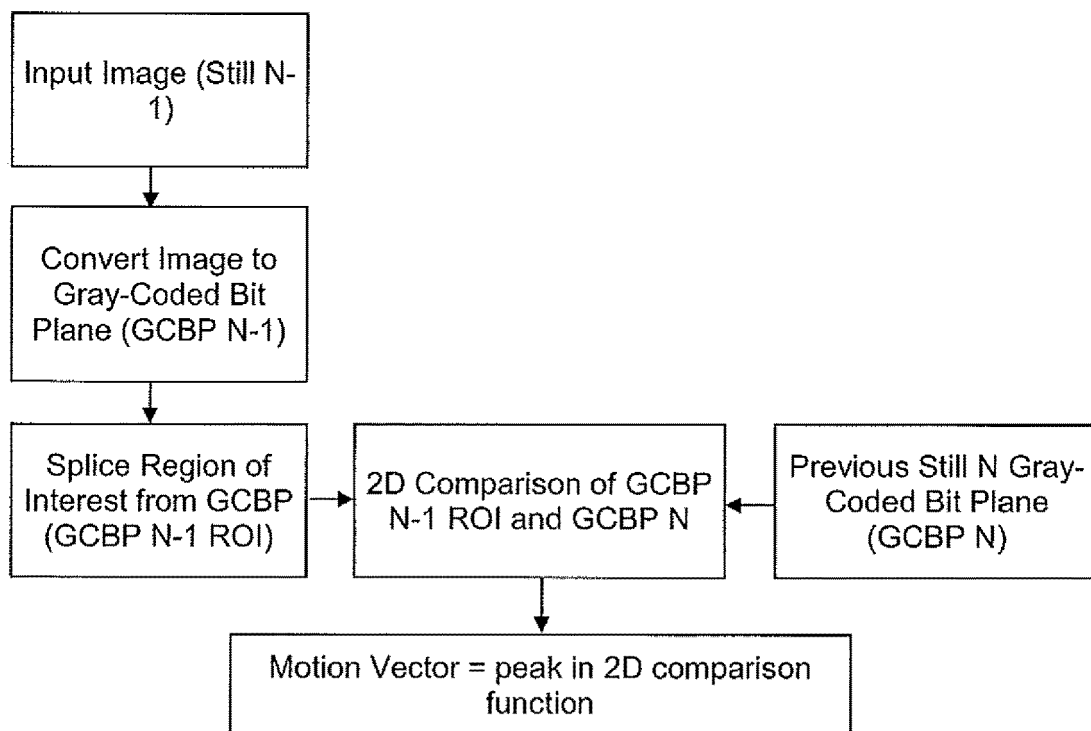 Input Image (Still N-
1)
Convert Image to
Gray-Coded Bit
Plane (GCBP N-1)
Splice Region of
Interest from GCBP
(GCBP N-1 ROI)
2D Comparison of GCBP
N-1 ROI and GCBP N
Previous Still N Gray-
Coded Bit Plane
(GCBP N)
Motion Vector = peak in 2D comparison
function